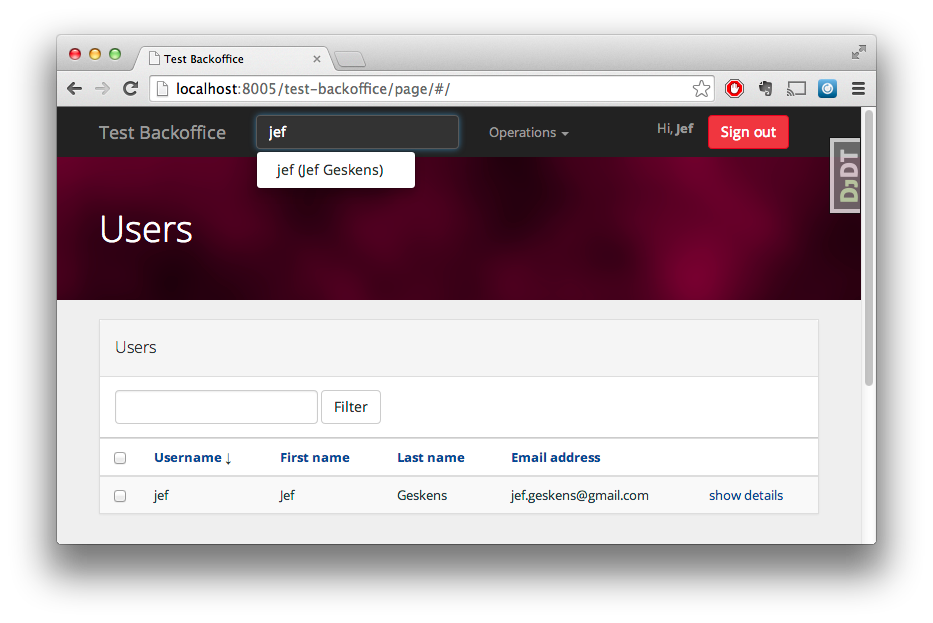 Test Backoffice
localhost:8005/test-backoffice/page/#/
Test Backoffice
jef
Operations
Hi, Jef
Sign out
jef (Jef Geskens)
DJDT
Users
Users
Filter
Username ↓ First name Last name Email address
jef Jef Geskens jef.geskens@gmail.com show details